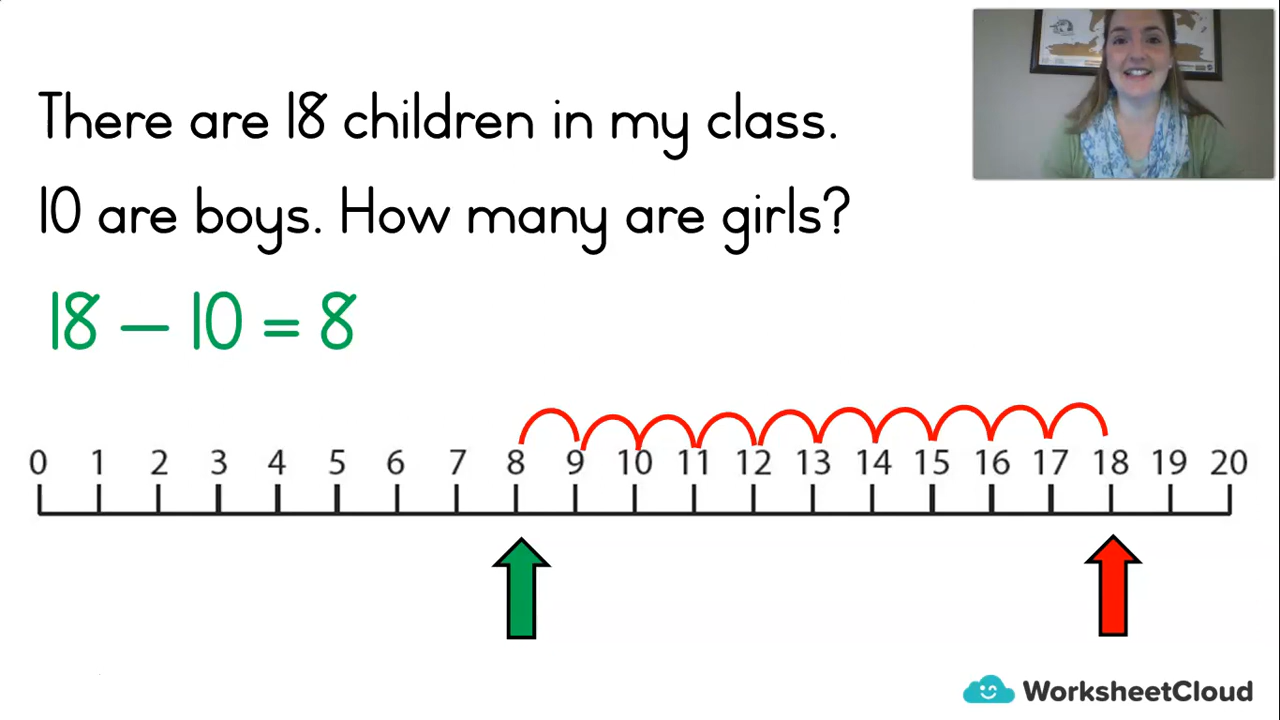 There are 18 children in my class.
10 are boys. How many are girls?
18 – 10 = 8
0 1 2 3 4 5 6 7 8 9 10 11 12 13 14 15 16 17 18 19 20
WorksheetCloud